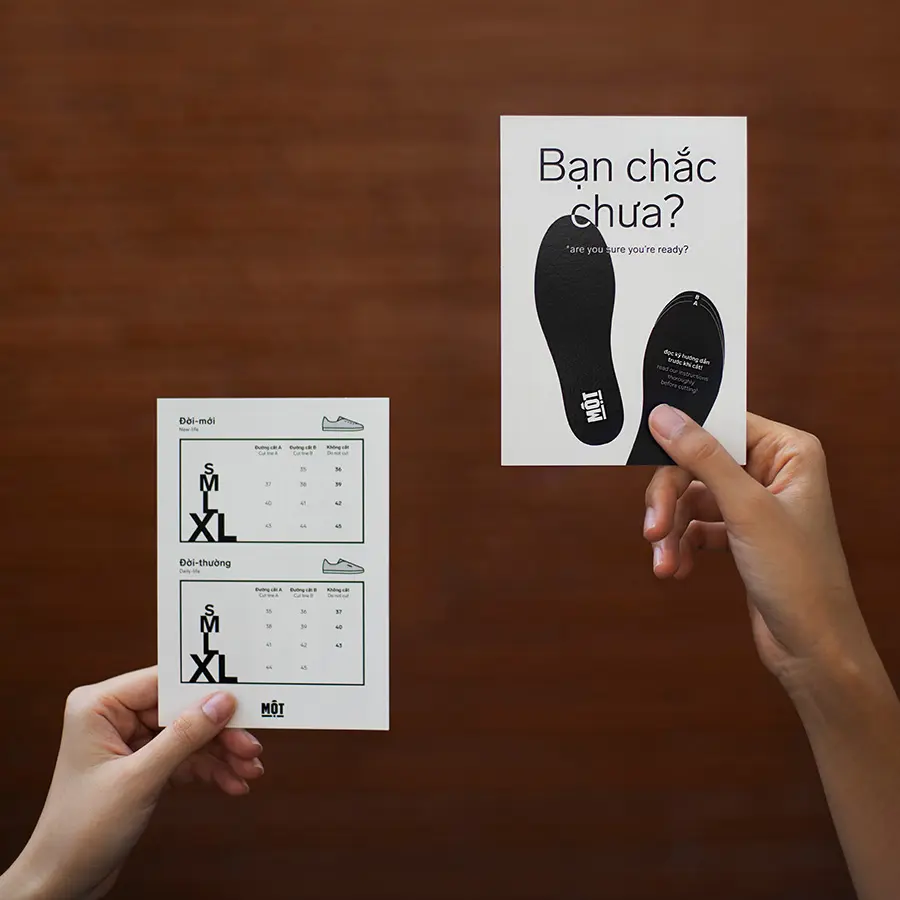 Bạn chắc
chưa?
*are you sure you're ready?
B
A
đọc kỹ hướng dẫn
trước khi cắt!
read our instructions
thoroughly
before cutting!
MỘT
Đời-mới
New-life
Đường cắt A Đường cắt B Không cắt
Cut line A Cut line B Do not cut
S 35 36
M 37 38 39
L 40 41 42
XL 43 44 45
Đời-thường
Daily-life
Đường cắt A Đường cắt B Không cắt
Cut line A Cut line B Do not cut
S 35 36 37
M 38 39 40
L 41 42 43
XL 44 45
MỘT